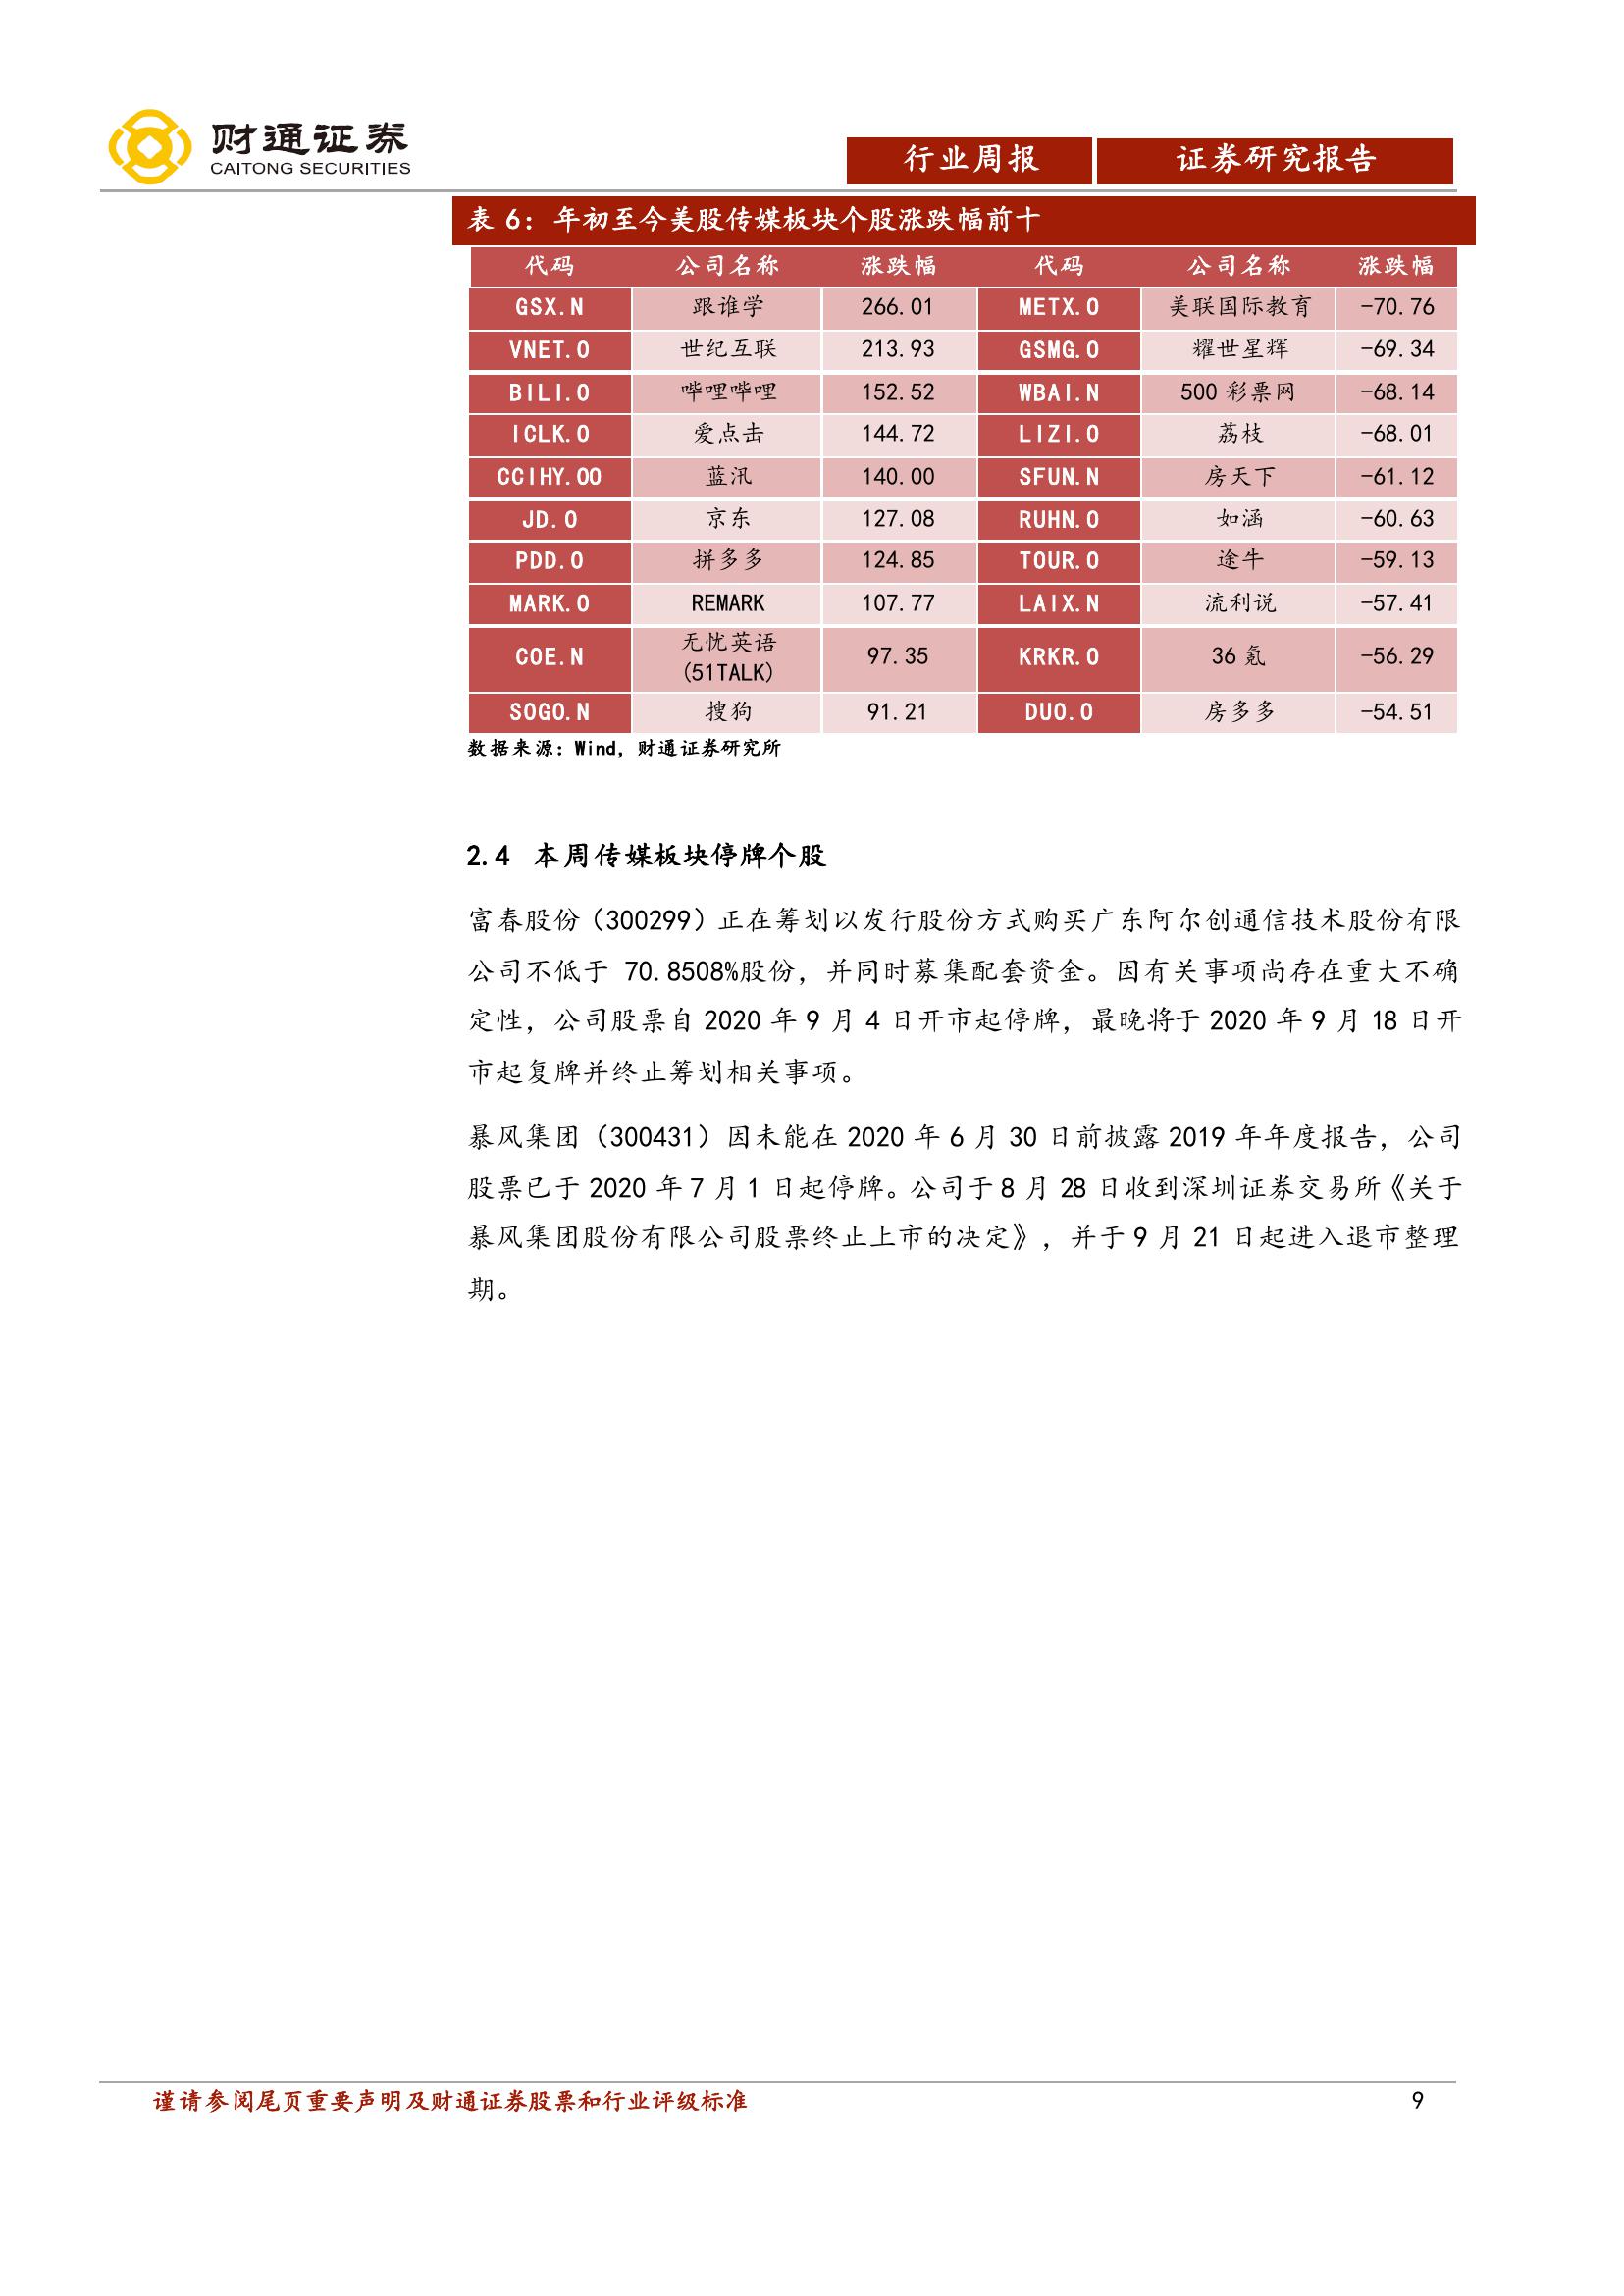 财通证券
CAITONG SECURITIES
行业周报 证券研究报告
表 6：年初至今美股传媒板块个股涨跌幅前十
代码 公司名称 涨跌幅 代码 公司名称 涨跌幅
GSX.N 跟谁学 266.01 METX.O 美联国际教育 -70.76
VNET.O 世纪互联 213.93 GSMG.O 耀世星辉 -69.34
BILI.O 哔哩哔哩 152.52 WBAI.N 500 彩票网 -68.14
ICLK.O 爱点击 144.72 LIZI.O 荔枝 -68.01
CCIHY.OO 蓝汛 140.00 SFUN.N 房天下 -61.12
JD.O 京东 127.08 RUHN.O 如涵 -60.63
PDD.O 拼多多 124.85 TOUR.O 途牛 -59.13
MARK.O REMARK 107.77 LAIX.N 流利说 -57.41
COE.N 无忧英语 (51TALK) 97.35 KRKR.O 36 氪 -56.29
SOGO.N 搜狗 91.21 DUO.O 房多多 -54.51
数据来源：Wind，财通证券研究所
2.4 本周传媒板块停牌个股
富春股份（300299）正在筹划以发行股份方式购买广东阿尔创通信技术股份有限
公司不低于 70.8508%股份，并同时募集配套资金。因有关事项尚存在重大不确
定性，公司股票自 2020 年 9 月 4 日开市起停牌，最晚将于 2020 年 9 月 18 日开
市起复牌并终止筹划相关事项。
暴风集团（300431）因未能在 2020 年 6 月 30 日前披露 2019 年年度报告，公司
股票已于 2020 年 7 月 1 日起停牌。公司于 8 月 28 日收到深圳证券交易所《关于
暴风集团股份有限公司股票终止上市的决定》，并于 9 月 21 日起进入退市整理
期。
谨请参阅尾页重要声明及财通证券股票和行业评级标准 9